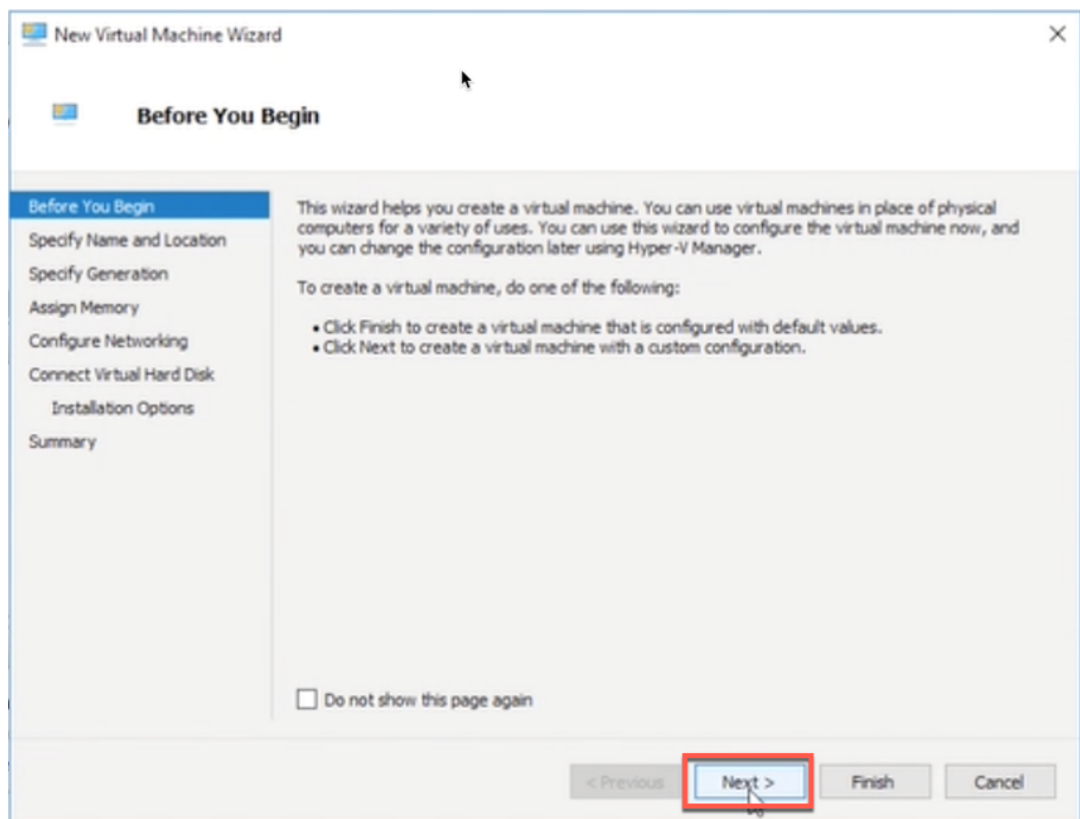 New Virtual Machine Wizard
Before You Begin
Before You Begin
Specify Name and Location
Specify Generation
Assign Memory
Configure Networking
Connect Virtual Hard Disk
Installation Options
Summary
This wizard helps you create a virtual machine. You can use virtual machines in place of physical
computers for a variety of uses. You can use this wizard to configure the virtual machine now, and
you can change the configuration later using Hyper-V Manager.
To create a virtual machine, do one of the following:
• Click Finish to create a virtual machine that is configured with default values.
• Click Next to create a virtual machine with a custom configuration.
Do not show this page again
< Previous
Next >
Finish
Cancel